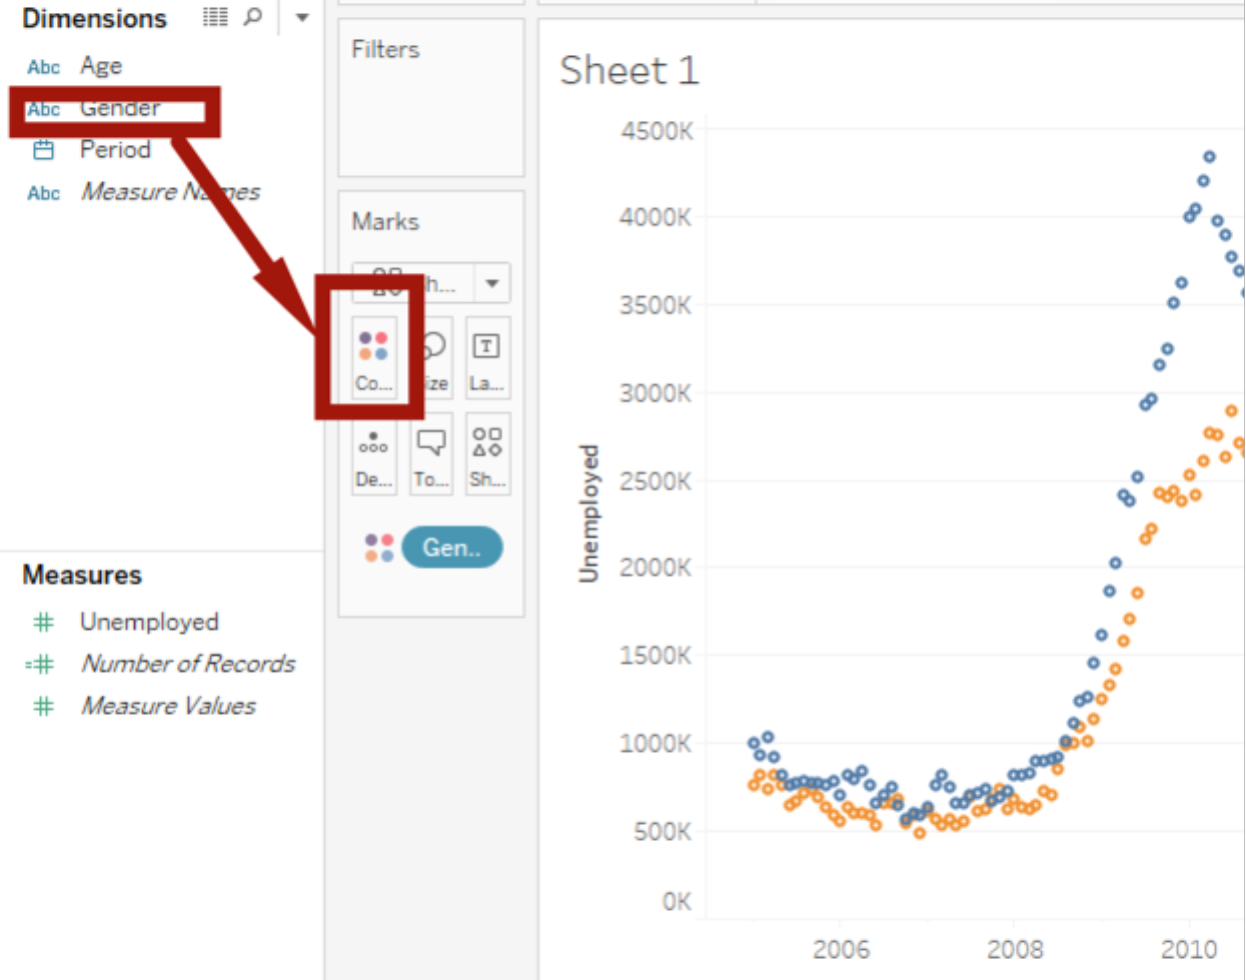 Dimensions
Abc Age
Abc Gender
Period
Abc Measure Names
Measures
# Unemployed
=# Number of Records
# Measure Values
Filters
Marks
h...
Co...
ize
La...
De...
To...
Sh...
Gen..
Sheet 1
Unemployed
4500K
4000K
3500K
3000K
2500K
2000K
1500K
1000K
500K
0K
2006 2008 2010